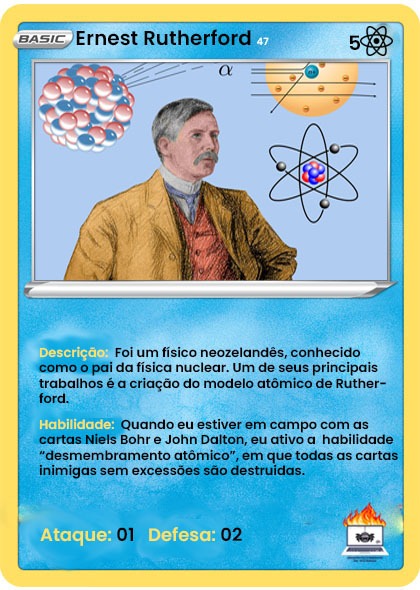 BASIC Ernest Rutherford 47 5
α
Descrição: Foi um físico neozelandês, conhecido
como o pai da física nuclear. Um de seus principais
trabalhos é a criação do modelo atômico de Ruther-
ford.
Habilidade: Quando eu estiver em campo com as
cartas Niels Bohr e John Dalton, eu ativo a habilidade
“desmembramento atômico”, em que todas as cartas
inimigas sem excessões são destruídas.
Ataque: 01 Defesa: 02